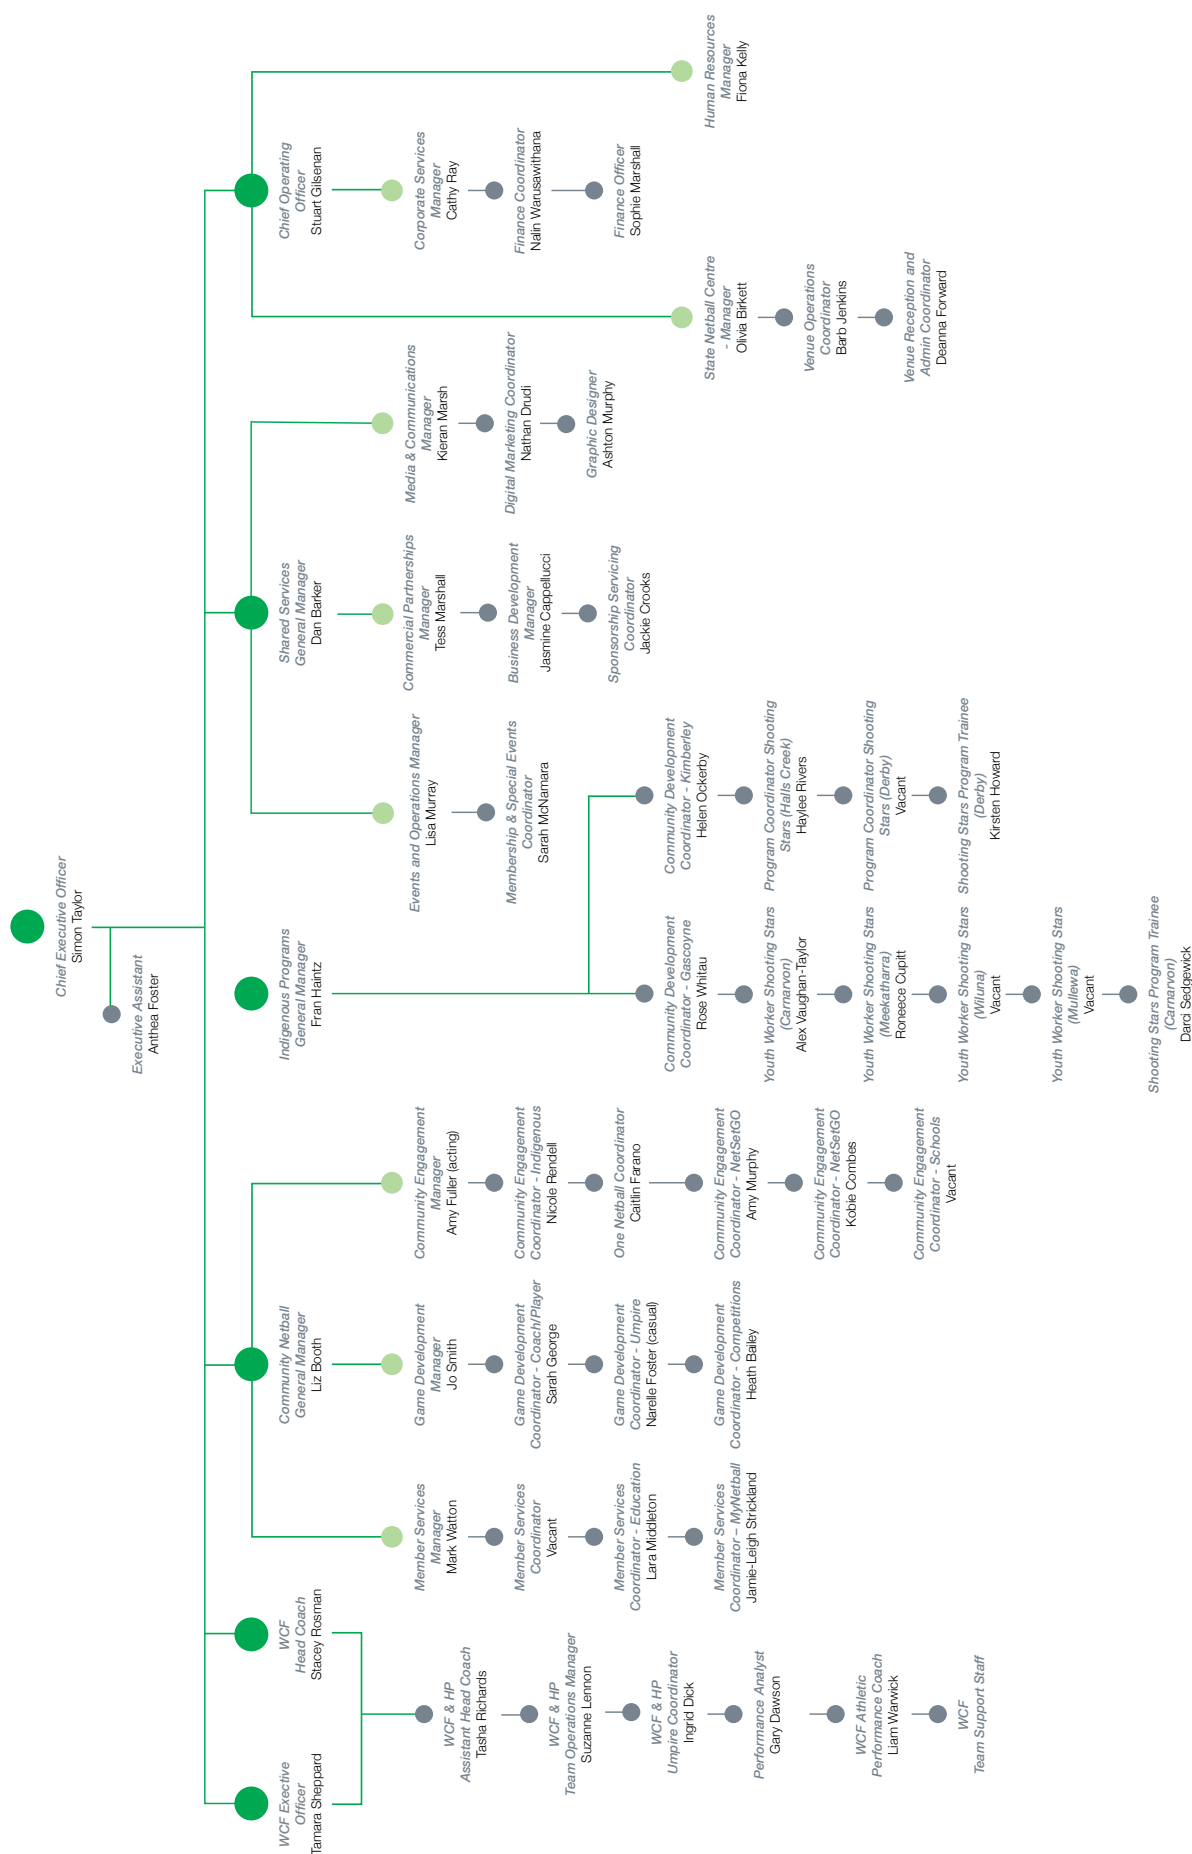 Chief Executive Officer
Simon Taylor
Executive Assistant
Anthea Foster
WCF Exective
Officer
Tamara Sheppard
WCF
Head Coach
Stacey Rosman
WCF & HP
Assistant Head Coach
Tasha Richards
WCF & HP
Team Operations Manager
Suzanne Lennon
WCF & HP
Umpire Coordinator
Ingrid Dick
Performance Analyst
Gary Dawson
WCF Athletic
Performance Coach
Liam Warwick
WCF
Team Support Staff
Community Netball
General Manager
Liz Booth
Member Services
Manager
Mark Watton
Member Services
Coordinator
Vacant
Member Services
Coordinator - Education
Lara Middleton
Member Services
Coordinator – MyNetball
Jamie-Leigh Strickland
Game Development
Manager
Jo Smith
Game Development
Coordinator - Coach/Player
Sarah George
Game Development
Coordinator - Umpire
Narelle Foster (casual)
Game Development
Coordinator - Competitions
Heath Bailey
Community Engagement
Manager
Amy Fuller (acting)
Community Engagement
Coordinator - Indigenous
Nicole Rendell
One Netball Coordinator
Caitlin Farano
Community Engagement
Coordinator - NetSetGO
Amy Murphy
Community Engagement
Coordinator - NetSetGO
Kobie Combes
Community Engagement
Coordinator - Schools
Vacant
Indigenous Programs
General Manager
Fran Haintz
Community Development
Coordinator - Gascoyne
Rose Whitau
Youth Worker Shooting Stars
(Carnarvon)
Alex Vaughan-Taylor
Youth Worker Shooting Stars
(Meekatharra)
Roneece Cupitt
Youth Worker Shooting Stars
(Wiluna)
Vacant
Youth Worker Shooting Stars
(Mullewa)
Vacant
Shooting Stars Program Trainee
(Carnarvon)
Darci Sedgewick
Community Development
Coordinator - Kimberley
Helen Ockerby
Program Coordinator Shooting
Stars (Halls Creek)
Haylee Rivers
Program Coordinator Shooting
Stars (Derby)
Vacant
Shooting Stars Program Trainee
(Derby)
Kirsten Howard
Shared Services
General Manager
Dan Barker
Events and Operations Manager
Lisa Murray
Membership & Special Events
Coordinator
Sarah McNamara
Commercial Partnerships
Manager
Tess Marshall
Business Development
Manager
Jasmine Cappellucci
Sponsorship Servicing
Coordinator
Jackie Crooks
Media & Communications
Manager
Kieran Marsh
Digital Marketing Coordinator
Nathan Drudi
Graphic Designer
Ashton Murphy
Chief Operating
Officer
Stuart Gilsenan
State Netball Centre
- Manager
Olivia Birkett
Venue Operations
Coordinator
Barb Jenkins
Venue Reception and
Admin Coordinator
Deanna Forward
Corporate Services
Manager
Cathy Ray
Finance Coordinator
Nalin Warusawithana
Finance Officer
Sophie Marshall
Human Resources
Manager
Fiona Kelly